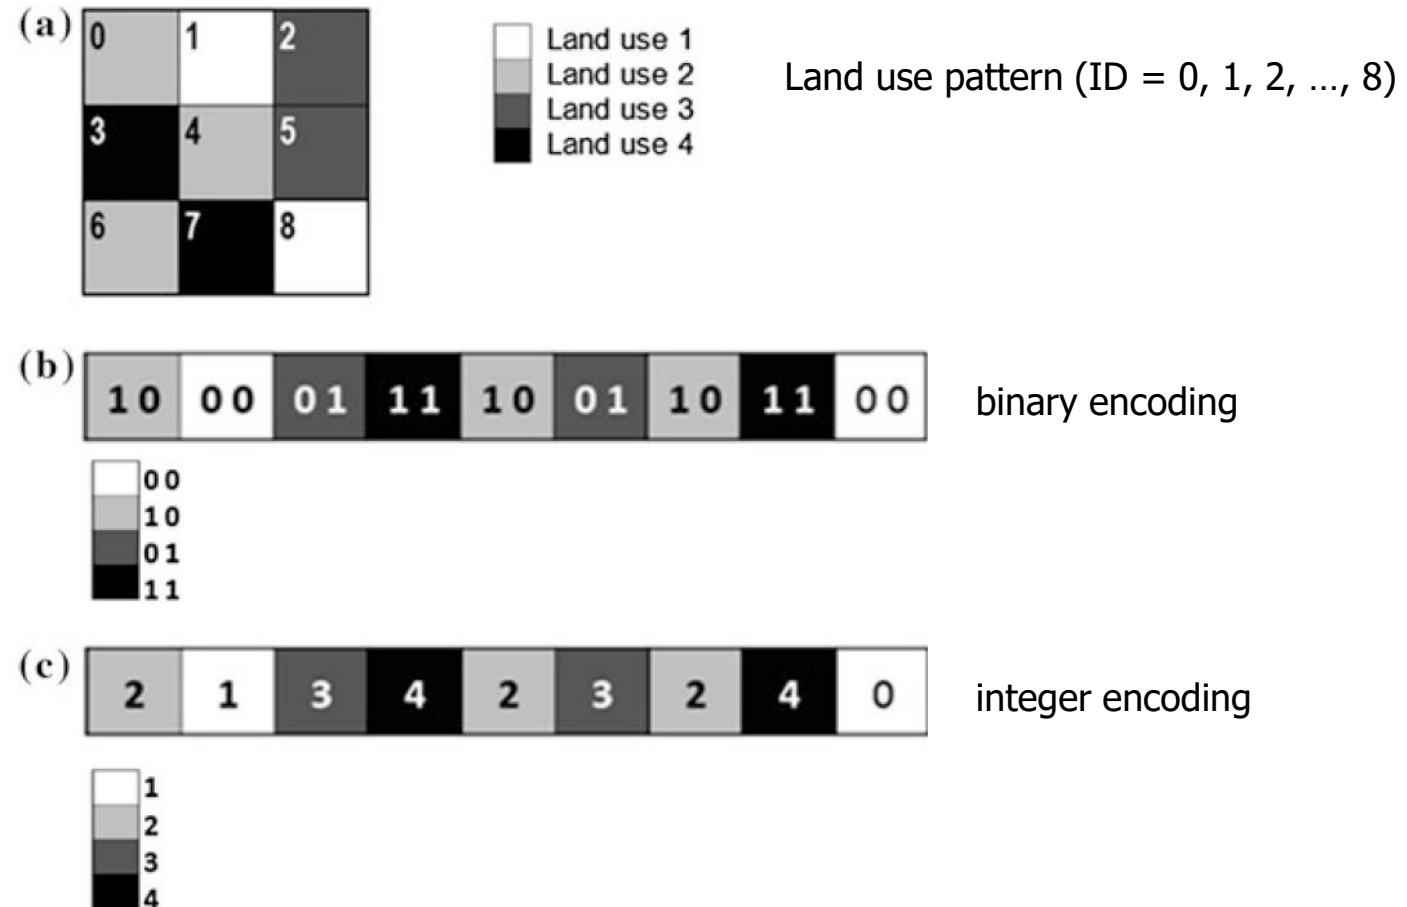 (a) 0 1 2
3 4 5
6 7 8
Land use 1
Land use 2
Land use 3
Land use 4
Land use pattern (ID = 0, 1, 2, ..., 8)
(b) 10 00 01 11 10 01 10 11 00 binary encoding
00
10
01
11
(c) 2 1 3 4 2 3 2 4 0 integer encoding
1
2
3
4